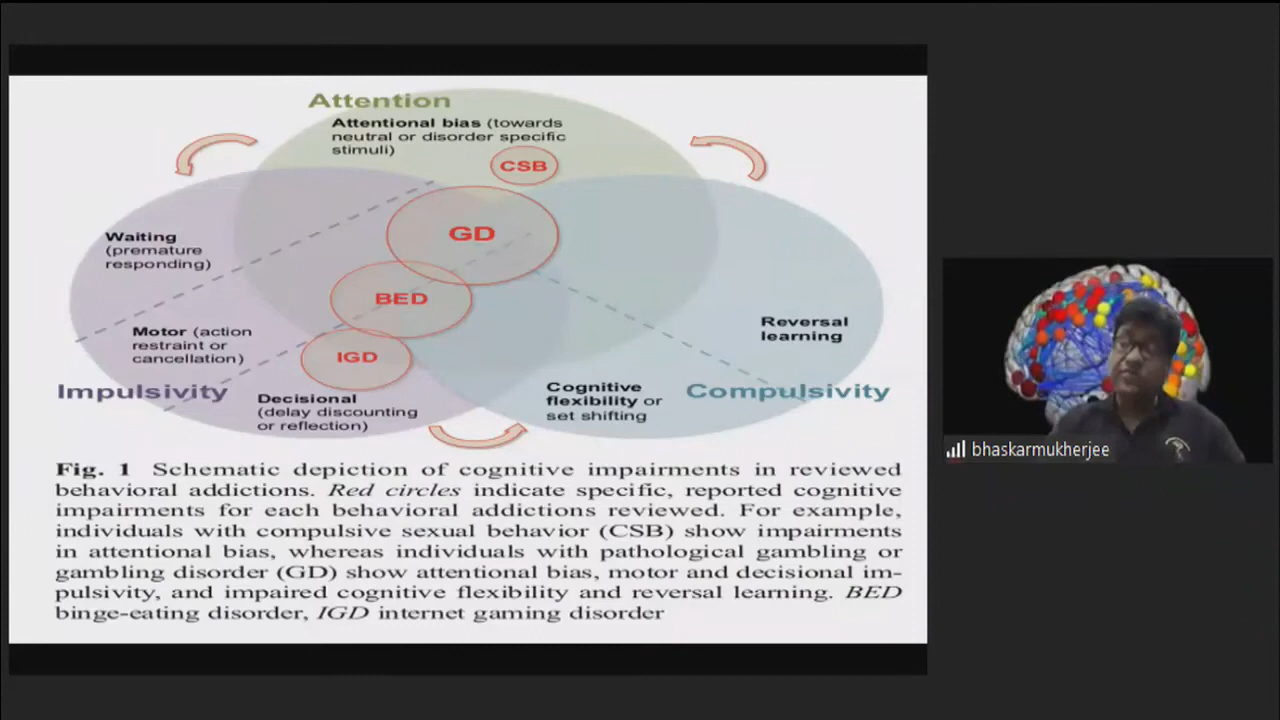 Attention
Attentional bias (towards
neutral or disorder specific
stimuli)
CSB
GD
Waiting
(premature
responding)
BED
Motor (action
restraint or
cancellation)
IGD
Reversal
learning
Impulsivity
Decisional
(delay discounting
or reflection)
Cognitive
flexibility or
set shifting
Compulsivity
Fig. 1 Schematic depiction of cognitive impairments in reviewed
behavioral addictions. Red circles indicate specific, reported cognitive
impairments for each behavioral addictions reviewed. For example,
individuals with compulsive sexual behavior (CSB) show impairments
in attentional bias, whereas individuals with pathological gambling or
gambling disorder (GD) show attentional bias, motor and decisional im-
pulsivity, and impaired cognitive flexibility and reversal learning. BED
binge-eating disorder, IGD internet gaming disorder
bhaskarmukherjee